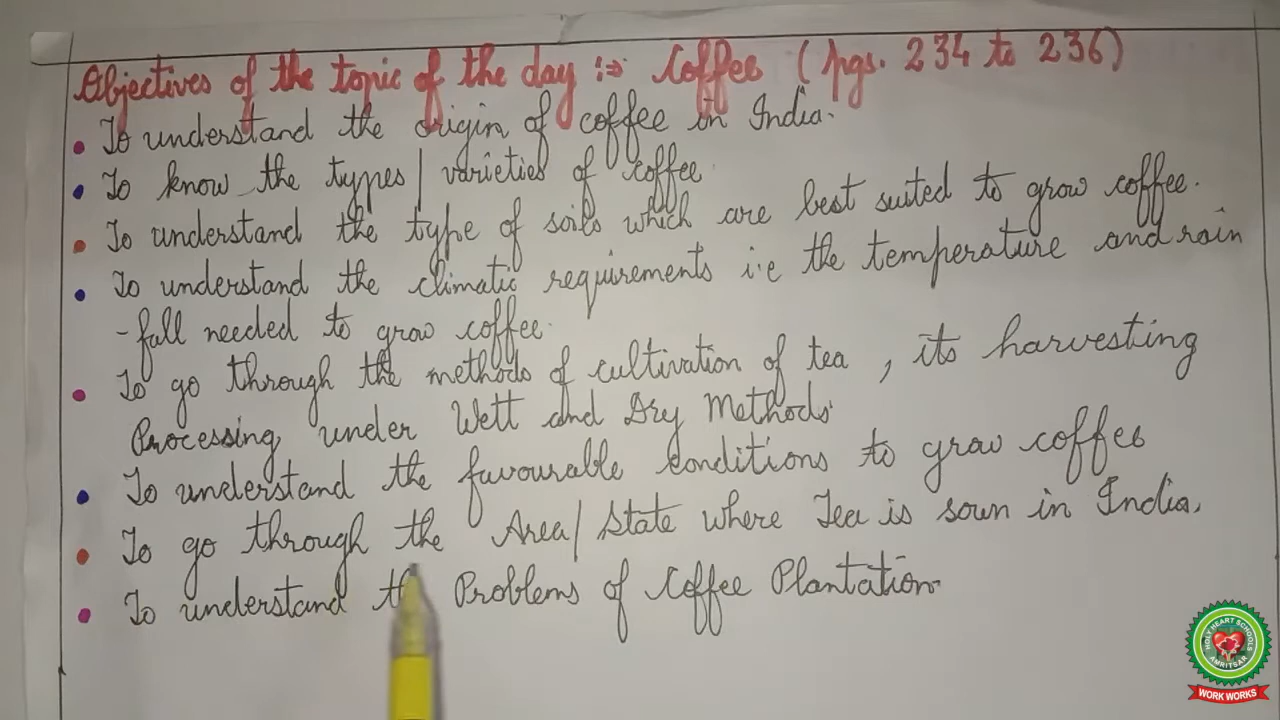 Objectives of the topic of the day :⇒ Coffee (pgs. 234 to 236)
• To understand the origin of coffee in India.
• To know the types/varieties of coffee.
• To understand the type of soils which are best suited to grow coffee.
• To understand the climatic requirements i.e the temperature and rain
-fall needed to grow coffee.
• To go through the methods of cultivation of tea, its harvesting
Processing under Wett and Dry Methods.
• To understand the favourable conditions to grow coffee
• To go through the Area/State where Tea is sown in India.
• To understand the Problems of Coffee Plantation.
HOLY HEART SCHOOLS
AMRITSAR
WORK WORKS